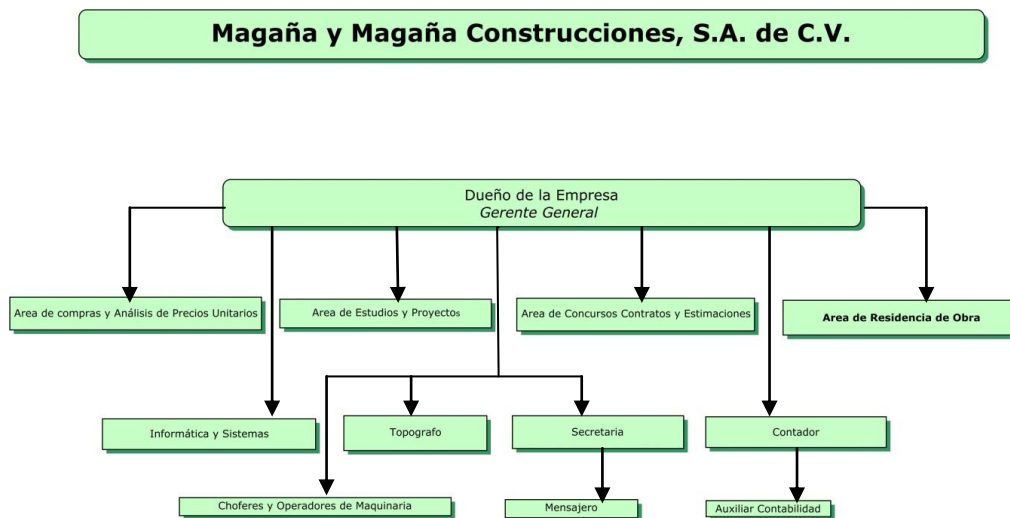 Magaña y Magaña Construcciones, S.A. de C.V.
Dueño de la Empresa
Gerente General
Area de compras y Análisis de Precios Unitarios
Area de Estudios y Proyectos
Area de Concursos Contratos y Estimaciones
Area de Residencia de Obra
Informática y Sistemas
Topografo
Secretaria
Contador
Choferes y Operadores de Maquinaria
Mensajero
Auxiliar Contabilidad